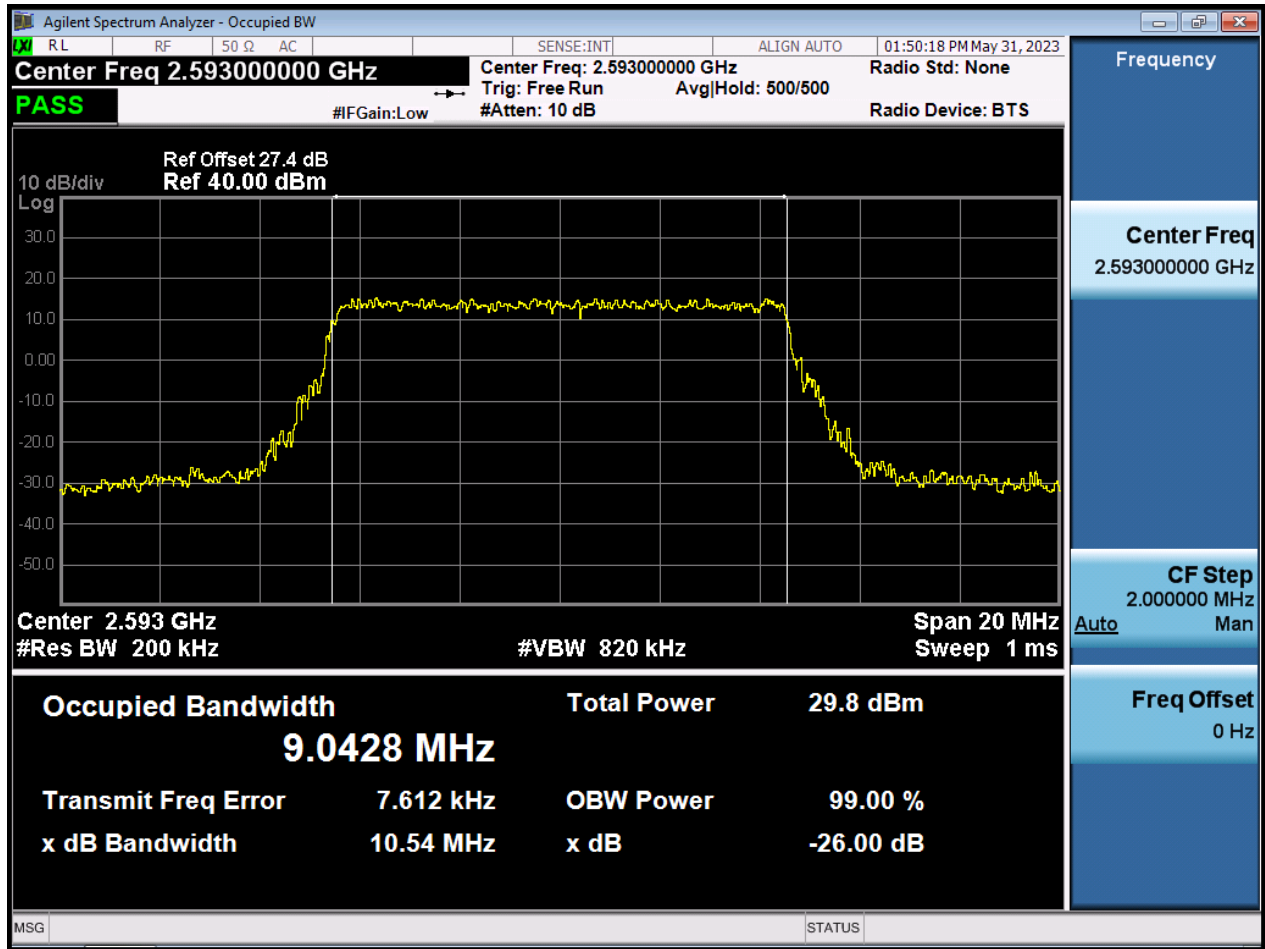 Agilent Spectrum Analyzer - Occupied BW
LXI RL RF 50 Ω AC SENSE:INT ALIGN AUTO 01:50:18 PM May 31, 2023
Center Freq 2.593000000 GHz
Center Freq: 2.593000000 GHz Radio Std: None
Trig: Free Run Avg|Hold: 500/500
PASS
#IFGain:Low #Atten: 10 dB Radio Device: BTS
Ref Offset 27.4 dB
10 dB/div Ref 40.00 dBm
Log
30.0
20.0
10.0
0.00
-10.0
-20.0
-30.0
-40.0
-50.0
Center 2.593 GHz Span 20 MHz
#Res BW 200 kHz #VBW 820 kHz Sweep 1 ms
Occupied Bandwidth Total Power 29.8 dBm
9.0428 MHz
Transmit Freq Error 7.612 kHz OBW Power 99.00 %
x dB Bandwidth 10.54 MHz x dB -26.00 dB
Frequency
Center Freq
2.593000000 GHz
CF Step
2.000000 MHz
Auto Man
Freq Offset
0 Hz
MSG STATUS